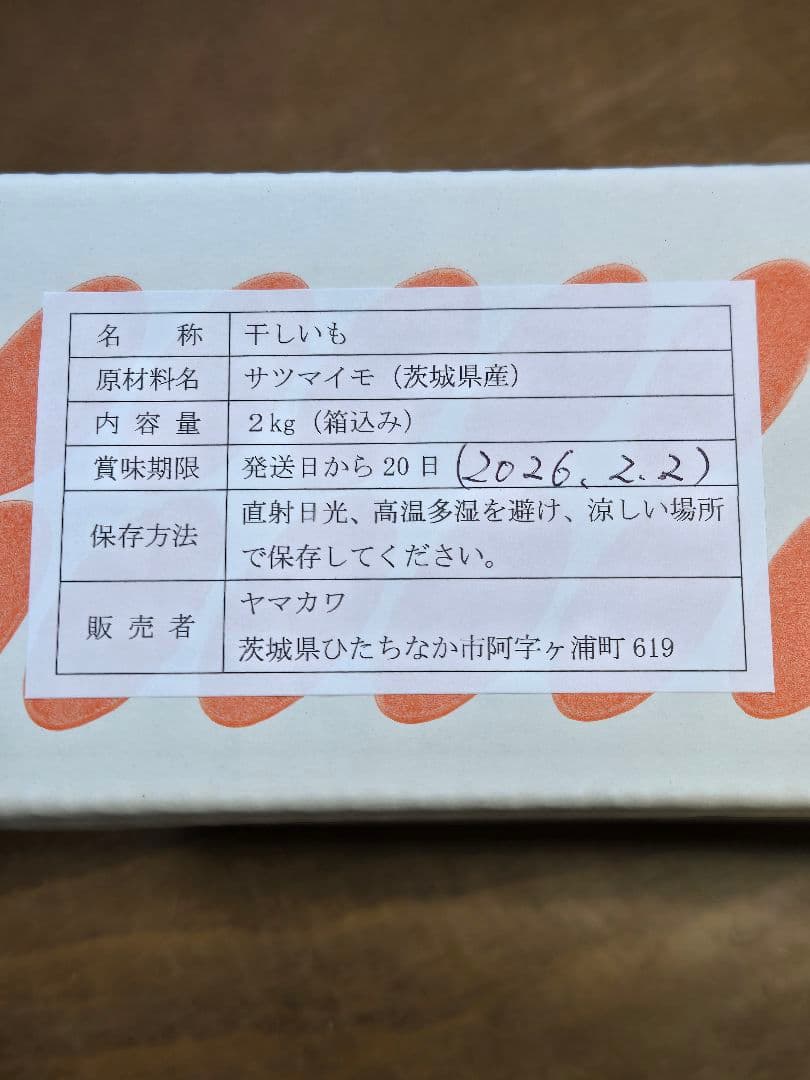 名 称 干しいも
原材料名 サツマイモ（茨城県産）
内 容 量 2kg（箱込み）
賞味期限 発送日から20日 (2026.2.2)
保存方法 直射日光、高温多湿を避け、涼しい場所
で保存してください。
販 売 者 ヤマカワ
茨城県ひたちなか市阿字ヶ浦町619